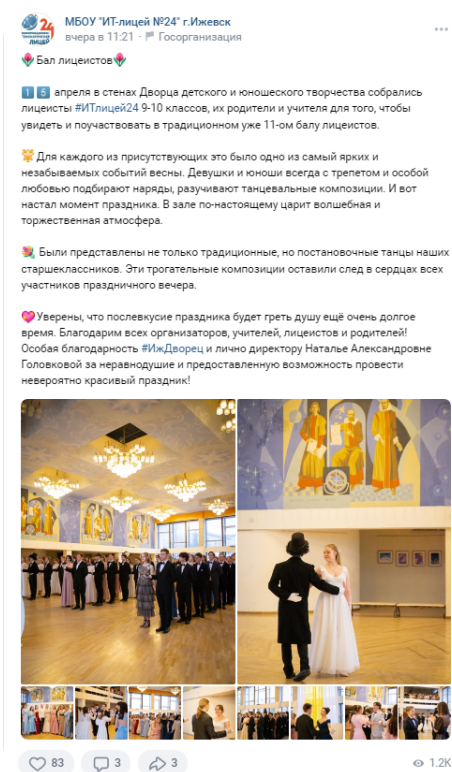 МБОУ "ИТ-лицей №24" г.Ижевск
вчера в 11:21 · Госорганизация
🌷Бал лицеистов🌷
1️⃣5️⃣ апреля в стенах Дворца детского и юношеского творчества собрались
лицеисты #ИТлицей24 9-10 классов, их родители и учителя для того, чтобы
увидеть и поучаствовать в традиционном уже 11-ом балу лицеистов.
Для каждого из присутствующих это было одно из самый ярких и
незабываемых событий весны. Девушки и юноши всегда с трепетом и особой
любовью подбирают наряды, разучивают танцевальные композиции. И вот
настал момент праздника. В зале по-настоящему царит волшебная и
торжественная атмосфера.
💐 Были представлены не только традиционные, но постановочные танцы наших
старшеклассников. Эти трогательные композиции оставили след в сердцах всех
участников праздничного вечера.
💖Уверены, что послевкусие праздника будет греть душу ещё очень долгое
время. Благодарим всех организаторов, учителей, лицеистов и родителей!
Особая благодарность #ИжДворец и лично директору Наталье Александровне
Головковой за неравнодушие и предоставленную возможность провести
невероятно красивый праздник!
83 3 3 1.2K